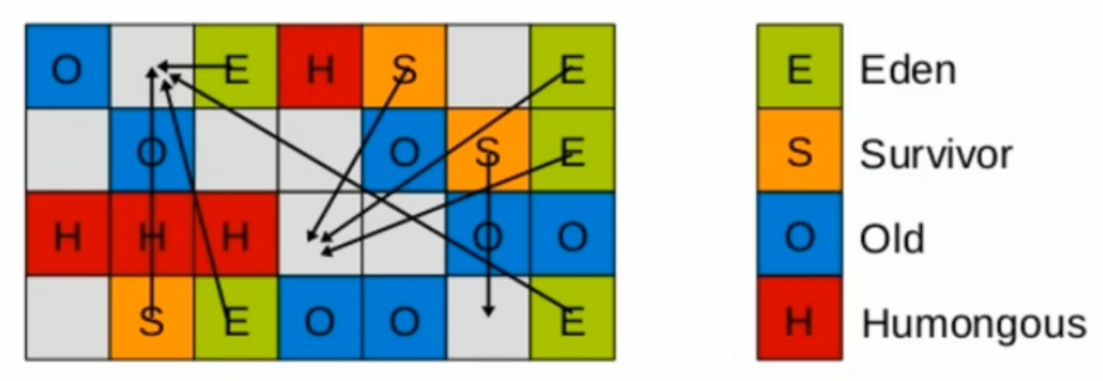 O E H S E
O O S E
H H H O O
S E O O E
E Eden
S Survivor
O Old
H Humongous